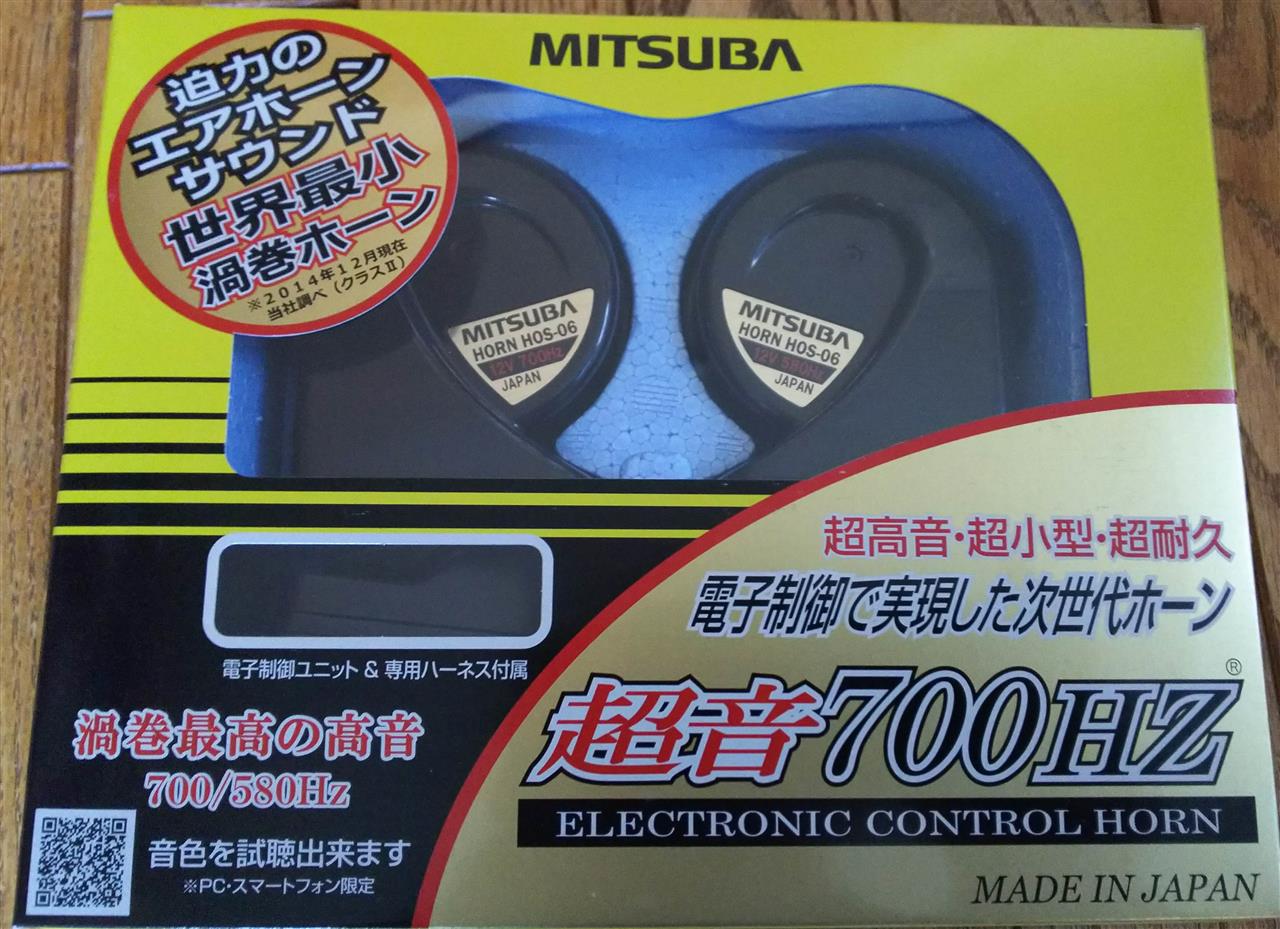 MITSUBA
迫力の
エアホーン
サウンド
世界最小
渦巻ホーン
※2014年12月現在
当社調べ(クラスⅡ)
MITSUBA
HORN HOS-06
12V 700Hz
JAPAN
MITSUBA
HORN HOS-06
12V 580Hz
JAPAN
超高音・超小型・超耐久
電子制御で実現した次世代ホーン
超音700HZ®
ELECTRONIC CONTROL HORN
MADE IN JAPAN
電子制御ユニット & 専用ハーネス付属
渦巻最高の高音
700/580Hz
音色を試聴出来ます
※PC・スマートフォン限定